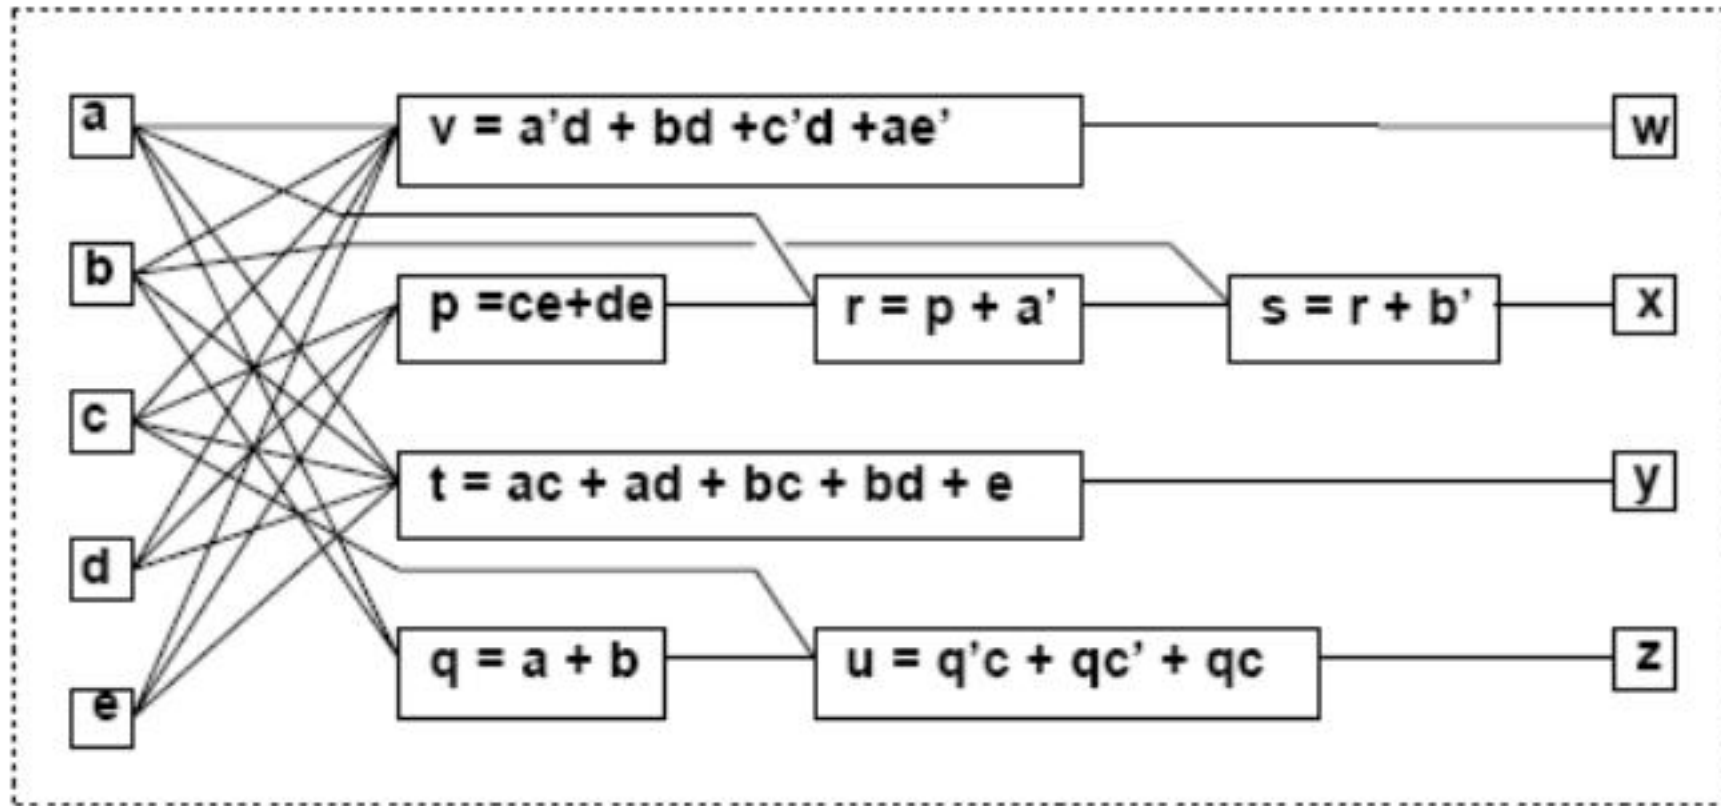 a
v = a’d + bd +c’d +ae’
w
b
p =ce+de
r = p + a’
s = r + b’
x
c
t = ac + ad + bc + bd + e
y
d
q = a + b
u = q’c + qc’ + qc
z
e